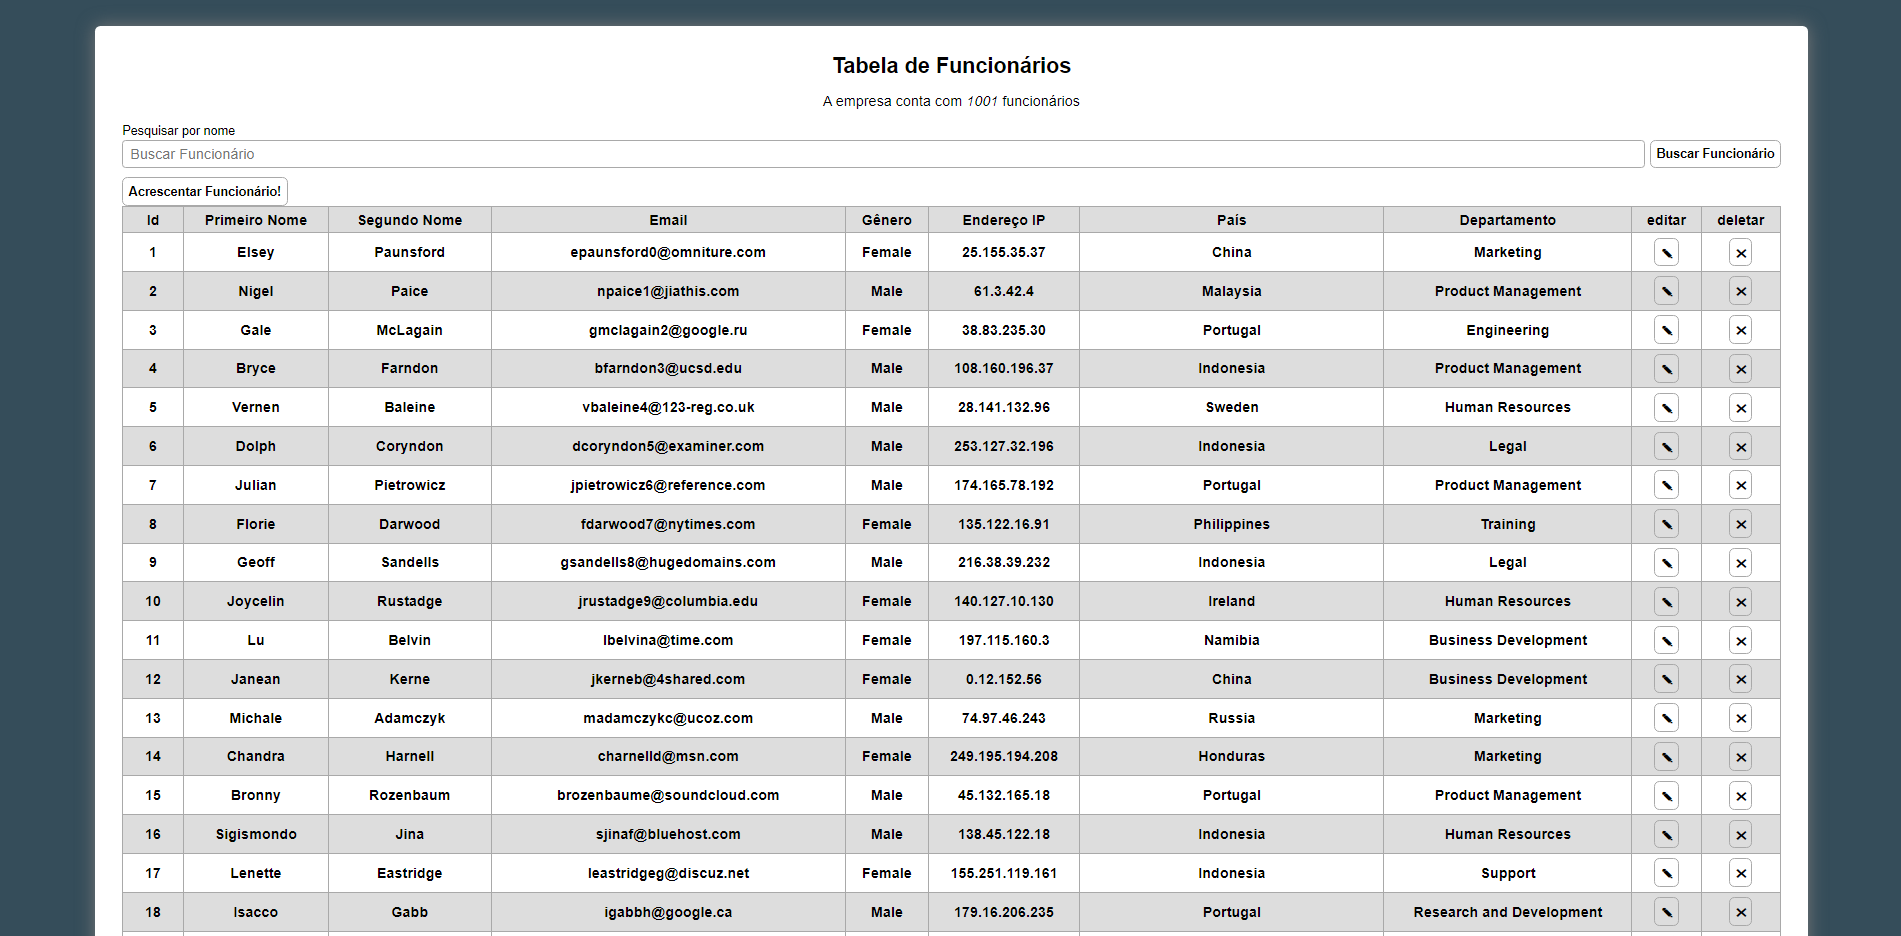 Tabela de Funcionários
A empresa conta com 1001 funcionários
Pesquisar por nome
Buscar Funcionário Buscar Funcionário
Acrescentar Funcionário!
Id Primeiro Nome Segundo Nome Email Gênero Endereço IP País Departamento editar deletar
1 Elsey Paunsford epaunsford0@omniture.com Female 25.155.35.37 China Marketing
2 Nigel Paice npaice1@jiathis.com Male 61.3.42.4 Malaysia Product Management
3 Gale McLagain gmclagain2@google.ru Female 38.83.235.30 Portugal Engineering
4 Bryce Farndon bfarndon3@ucsd.edu Male 108.160.196.37 Indonesia Product Management
5 Vernen Baleine vbaleine4@123-reg.co.uk Male 28.141.132.96 Sweden Human Resources
6 Dolph Coryndon dcoryndon5@examiner.com Male 253.127.32.196 Indonesia Legal
7 Julian Pietrowicz jpietrowicz6@reference.com Male 174.165.78.192 Portugal Product Management
8 Florie Darwood fdarwood7@nytimes.com Female 135.122.16.91 Philippines Training
9 Geoff Sandells gsandells8@hugedomains.com Male 216.38.39.232 Indonesia Legal
10 Joycelin Rustadge jrustadge9@columbia.edu Female 140.127.10.130 Ireland Human Resources
11 Lu Belvin lbelvina@time.com Female 197.115.160.3 Namibia Business Development
12 Janean Kerne jkerneb@4shared.com Female 0.12.152.56 China Business Development
13 Michale Adamczyk madamczykc@ucoz.com Male 74.97.46.243 Russia Marketing
14 Chandra Harnell charnelld@msn.com Female 249.195.194.208 Honduras Marketing
15 Bronny Rozenbaum brozenbaume@soundcloud.com Male 45.132.165.18 Portugal Product Management
16 Sigismondo Jina sjinaf@bluehost.com Male 138.45.122.18 Indonesia Human Resources
17 Lenette Eastridge leastridgeg@discuz.net Female 155.251.119.161 Indonesia Support
18 Isacco Gabb igabbh@google.ca Male 179.16.206.235 Portugal Research and Development